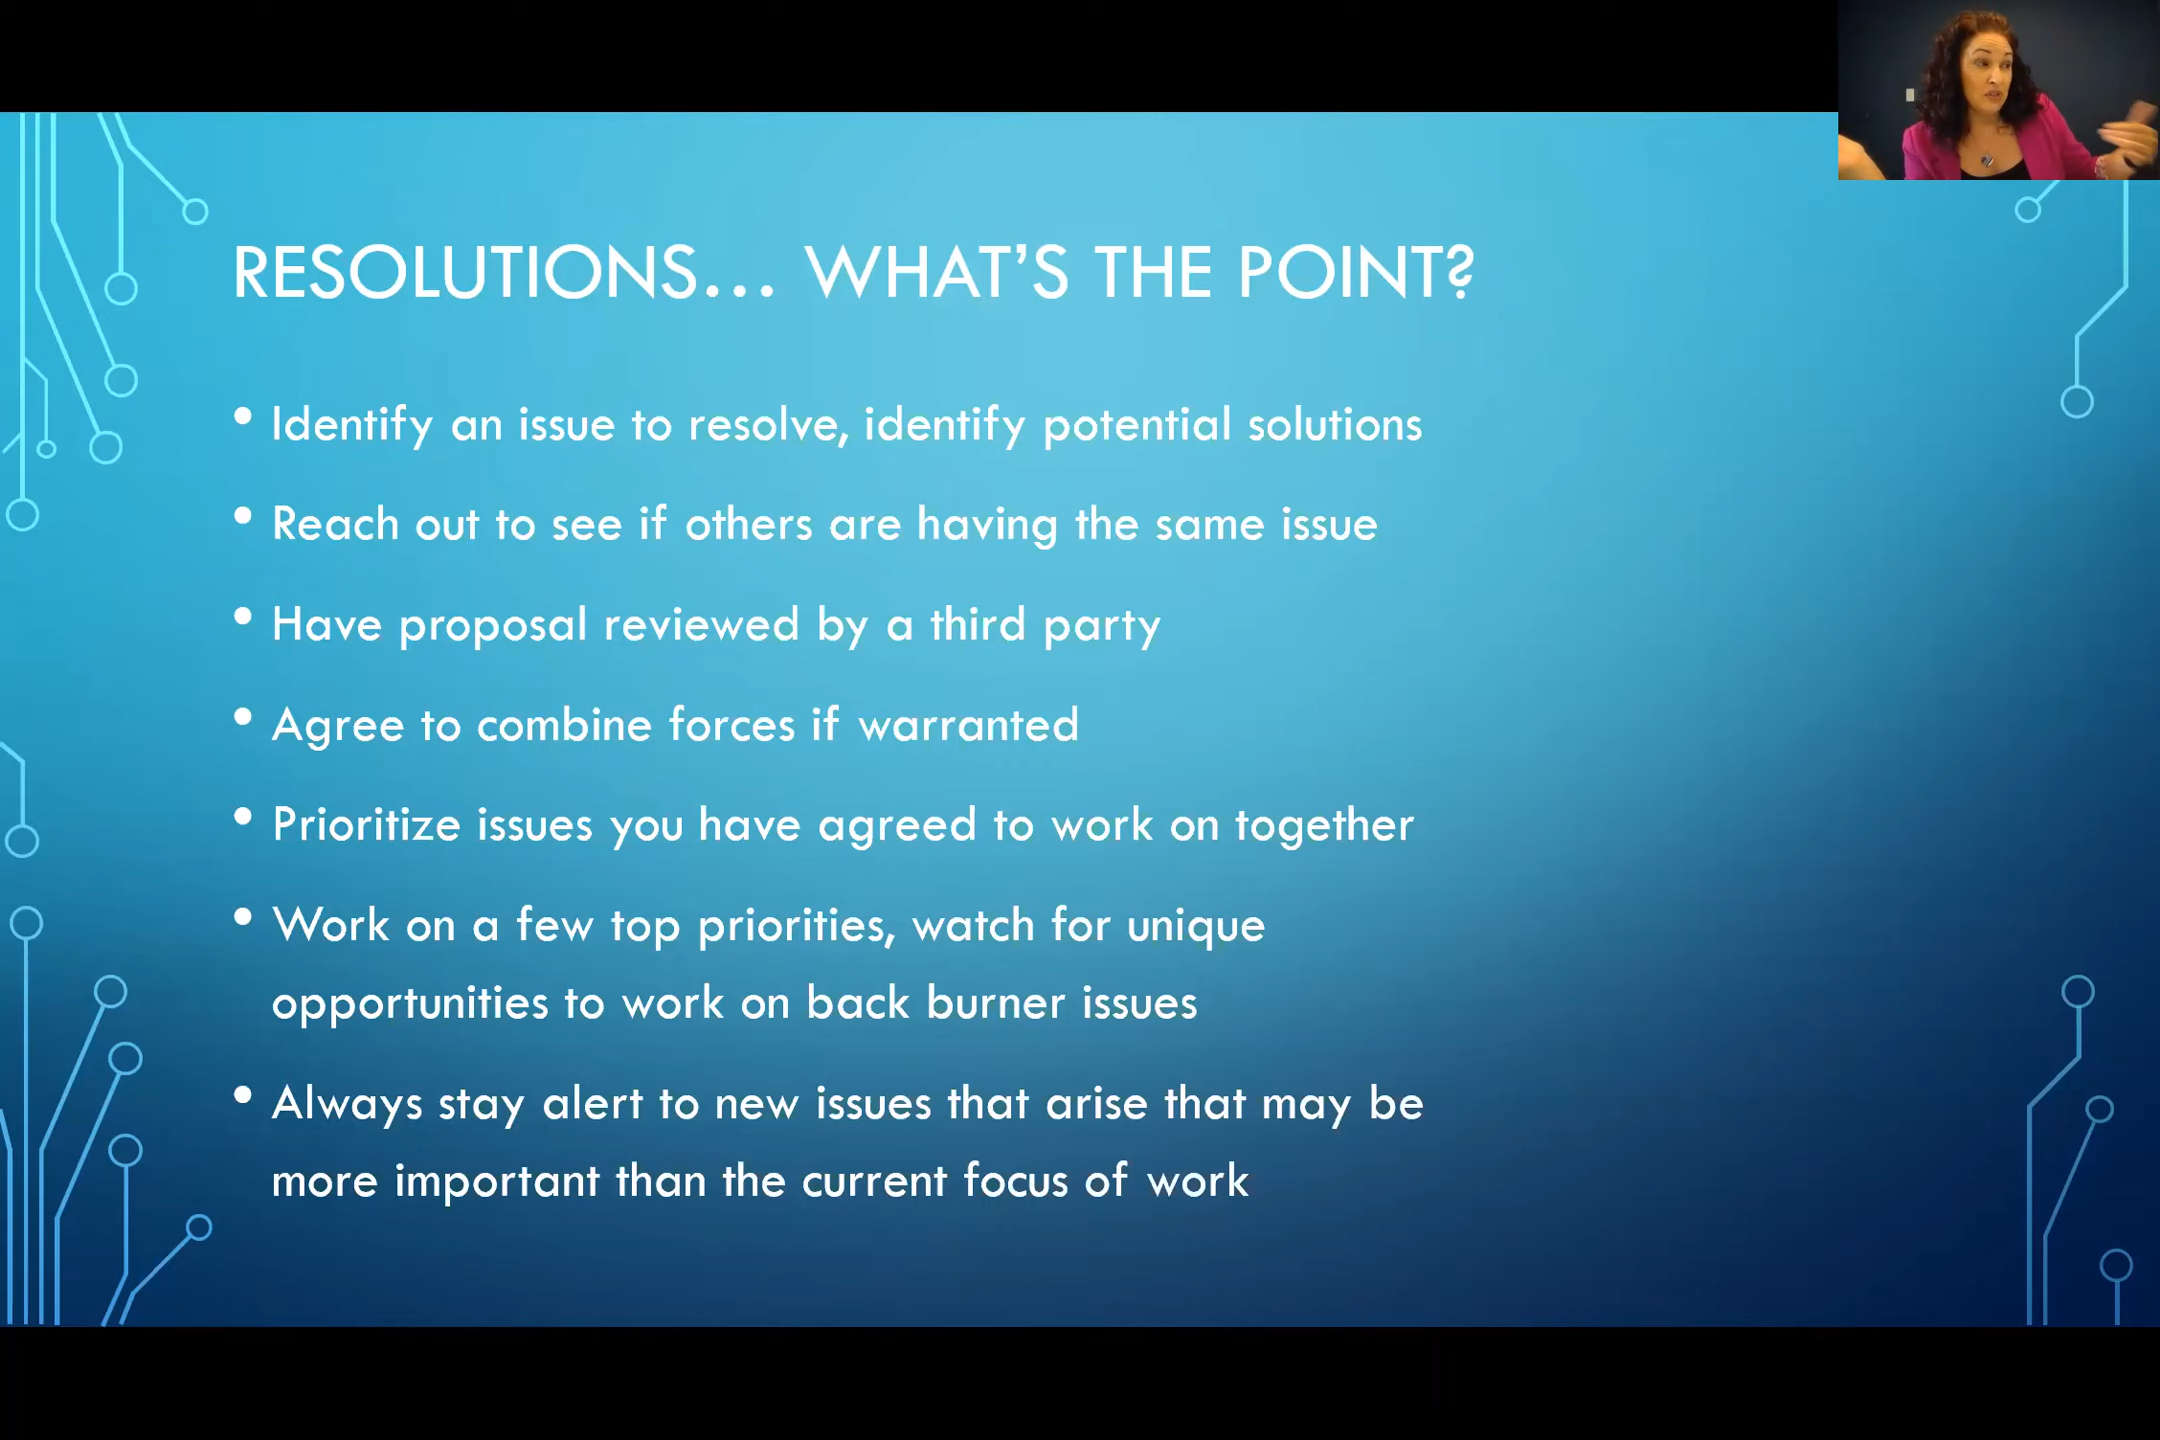 RESOLUTIONS... WHAT'S THE POINT?
• Identify an issue to resolve, identify potential solutions
• Reach out to see if others are having the same issue
• Have proposal reviewed by a third party
• Agree to combine forces if warranted
• Prioritize issues you have agreed to work on together
• Work on a few top priorities, watch for unique
opportunities to work on back burner issues
• Always stay alert to new issues that arise that may be
more important than the current focus of work